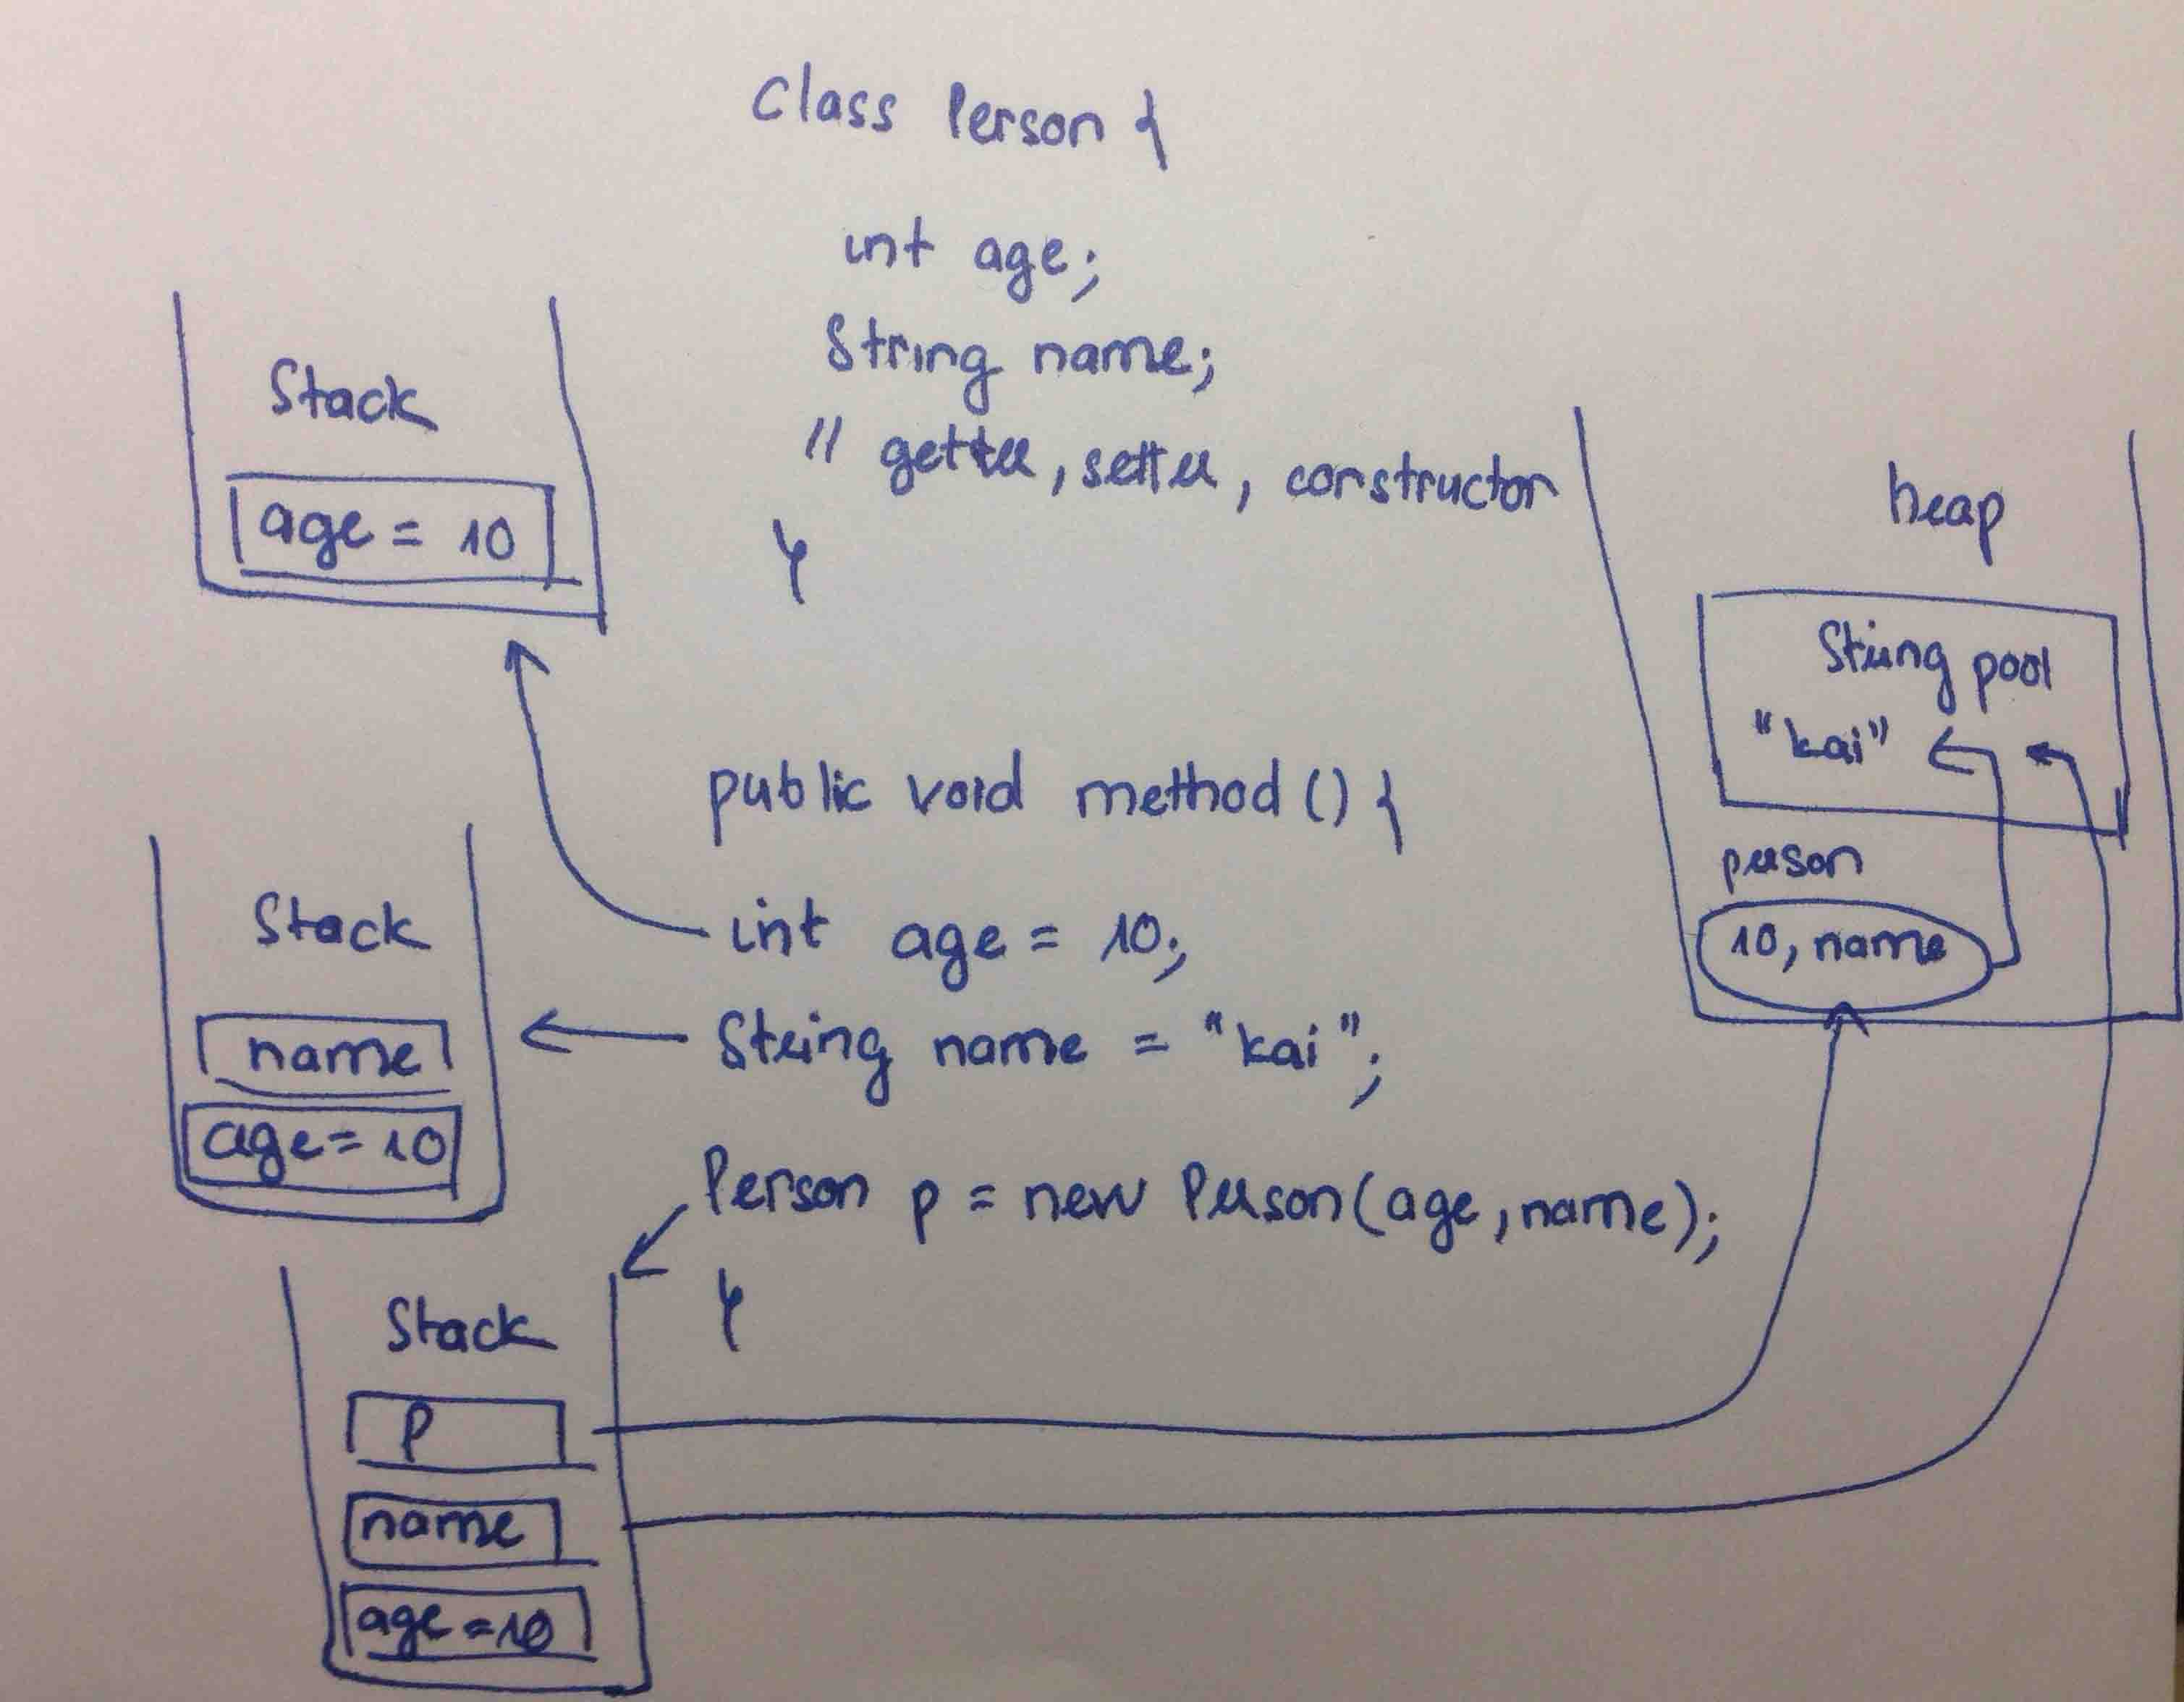 Class Person {
int age;
String name;
// getter, setter, constructor
}
Stack
age = 10
heap
String pool
"kai"
person
10, name
public void method() {
int age = 10;
String name = "kai";
Person p = new Person(age, name);
}
Stack
name
age = 10
Stack
p
name
age = 10